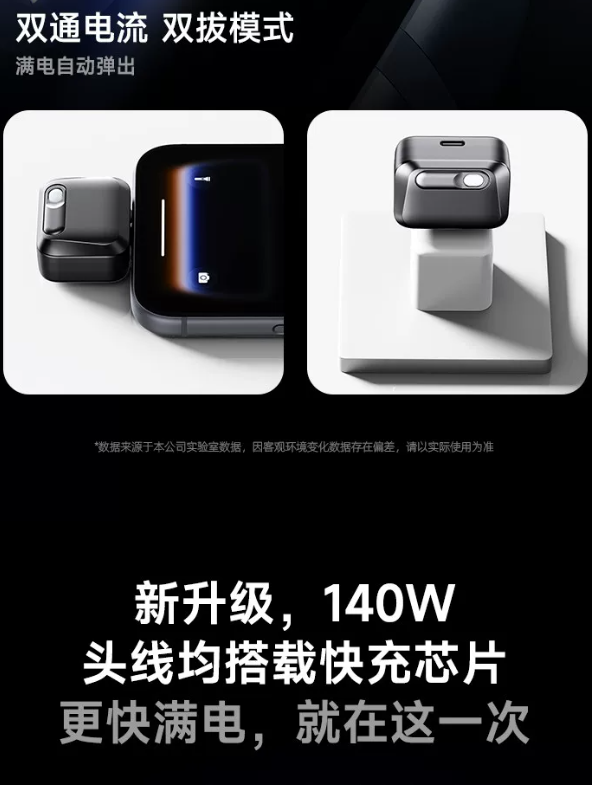 双通电流 双拔模式
满电自动弹出
*数据来源于本公司实验室数据，因客观环境变化数据存在偏差，请以实际使用为准
新升级，140W
头线均搭载快充芯片
更快满电，就在这一次